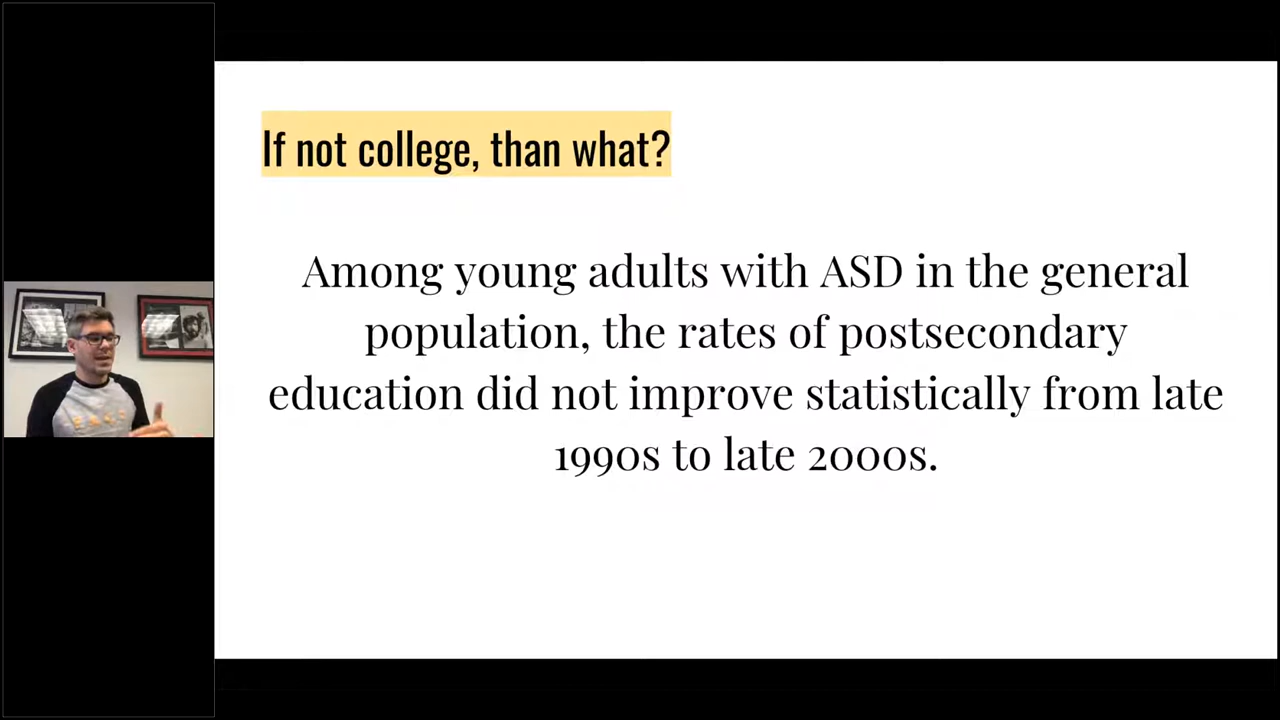 If not college, than what?
Among young adults with ASD in the general
population, the rates of postsecondary
education did not improve statistically from late
1990s to late 2000s.